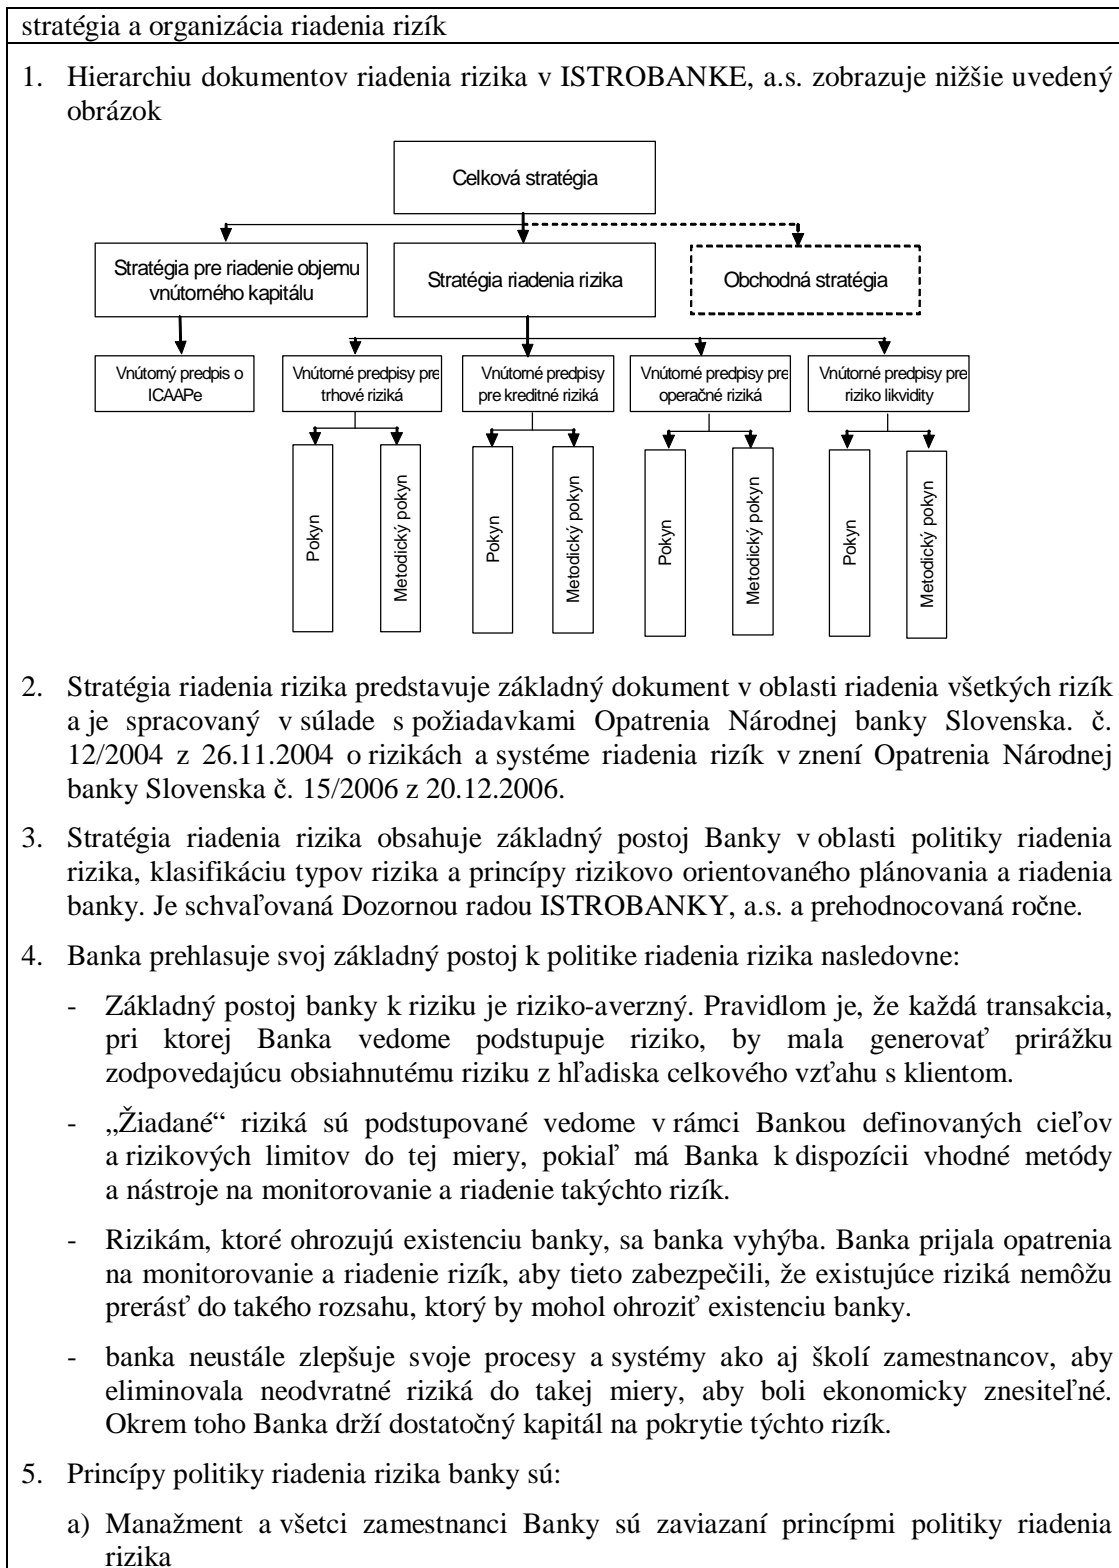 stratégia a organizácia riadenia rizík
1. Hierarchiu dokumentov riadenia rizika v ISTROBANKE, a.s. zobrazuje nižšie uvedený
obrázok
Celková stratégia
Stratégia pre riadenie objemu
vnútorného kapitálu
Stratégia riadenia rizika
Obchodná stratégia
Vnútorný predpis o
ICAAPe
Vnútorné predpisy pre
trhové riziká
Vnútorné predpisy
pre kreditné riziká
Vnútorné predpisy pre
operačné riziká
Vnútorné predpisy pre
riziko likvidity
Pokyn
Metodický pokyn
Pokyn
Metodický pokyn
Pokyn
Metodický pokyn
Pokyn
Metodický pokyn
2. Stratégia riadenia rizika predstavuje základný dokument v oblasti riadenia všetkých rizík
a je spracovaný v súlade s požiadavkami Opatrenia Národnej banky Slovenska. č.
12/2004 z 26.11.2004 o rizikách a systéme riadenia rizík v znení Opatrenia Národnej
banky Slovenska č. 15/2006 z 20.12.2006.
3. Stratégia riadenia rizika obsahuje základný postoj Banky v oblasti politiky riadenia
rizika, klasifikáciu typov rizika a princípy rizikovo orientovaného plánovania a riadenia
banky. Je schvaľovaná Dozornou radou ISTROBANKY, a.s. a prehodnocovaná ročne.
4. Banka prehlasuje svoj základný postoj k politike riadenia rizika nasledovne:
- Základný postoj banky k riziku je riziko-averzný. Pravidlom je, že každá transakcia,
pri ktorej Banka vedome podstupuje riziko, by mala generovať prirážku
zodpovedajúcu obsiahnutému riziku z hľadiska celkového vzťahu s klientom.
- „Žiadané“ riziká sú podstupované vedome v rámci Bankou definovaných cieľov
a rizikových limitov do tej miery, pokiaľ má Banka k dispozícii vhodné metódy
a nástroje na monitorovanie a riadenie takýchto rizík.
- Rizikám, ktoré ohrozujú existenciu banky, sa banka vyhýba. Banka prijala opatrenia
na monitorovanie a riadenie rizík, aby tieto zabezpečili, že existujúce riziká nemôžu
prerásť do takého rozsahu, ktorý by mohol ohroziť existenciu banky.
- banka neustále zlepšuje svoje procesy a systémy ako aj školí zamestnancov, aby
eliminovala neodvratné riziká do takej miery, aby boli ekonomicky znesiteľné.
Okrem toho Banka drží dostatočný kapitál na pokrytie týchto rizík.
5. Princípy politiky riadenia rizika banky sú:
a) Manažment a všetci zamestnanci Banky sú zaviazaní princípmi politiky riadenia
rizika